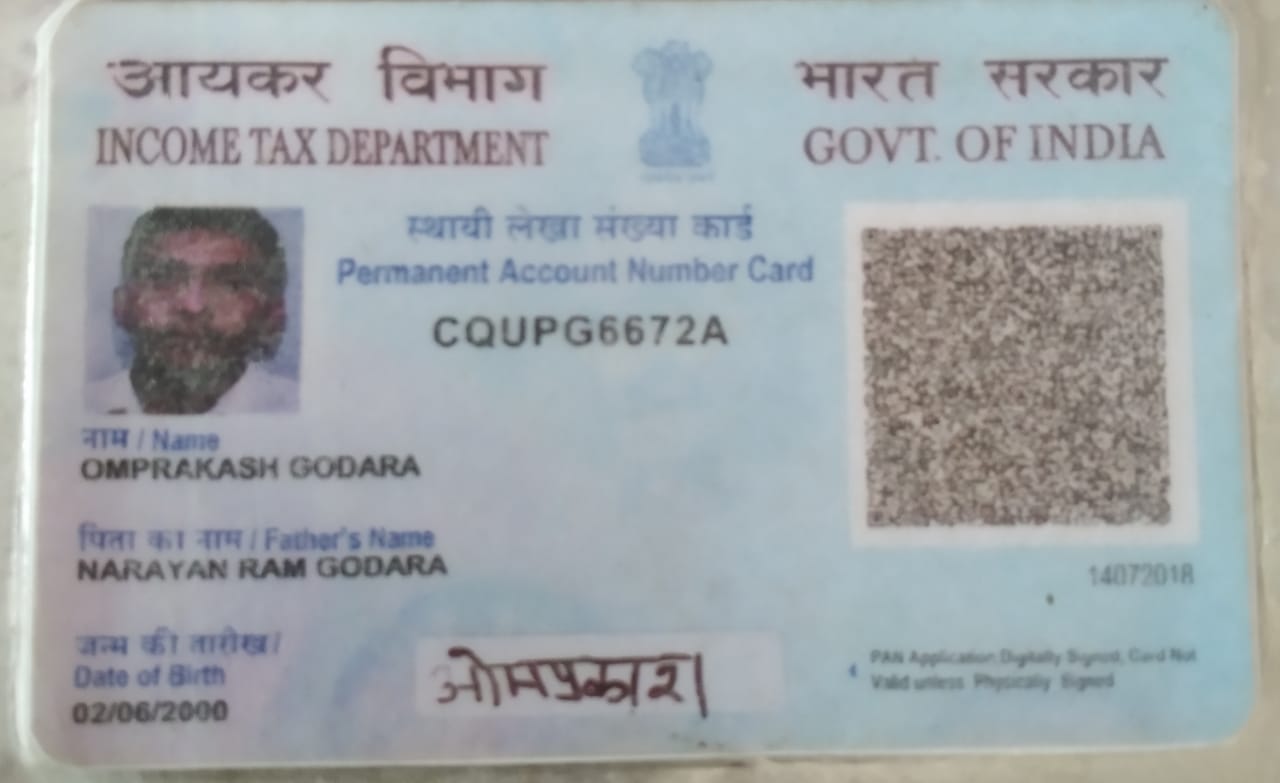 आयकर विभाग
INCOME TAX DEPARTMENT
भारत सरकार
GOVT. OF INDIA
स्थायी लेखा संख्या कार्ड
Permanent Account Number Card
CQUPG6672A
नाम / Name
OMPRAKASH GODARA
पिता का नाम / Father's Name
NARAYAN RAM GODARA
14072018
जन्म की तारीख/
Date of Birth
02/06/2000
ओमप्रकाश
PAN Application Digitally Signed, Card Not
Valid unless Physically Signed